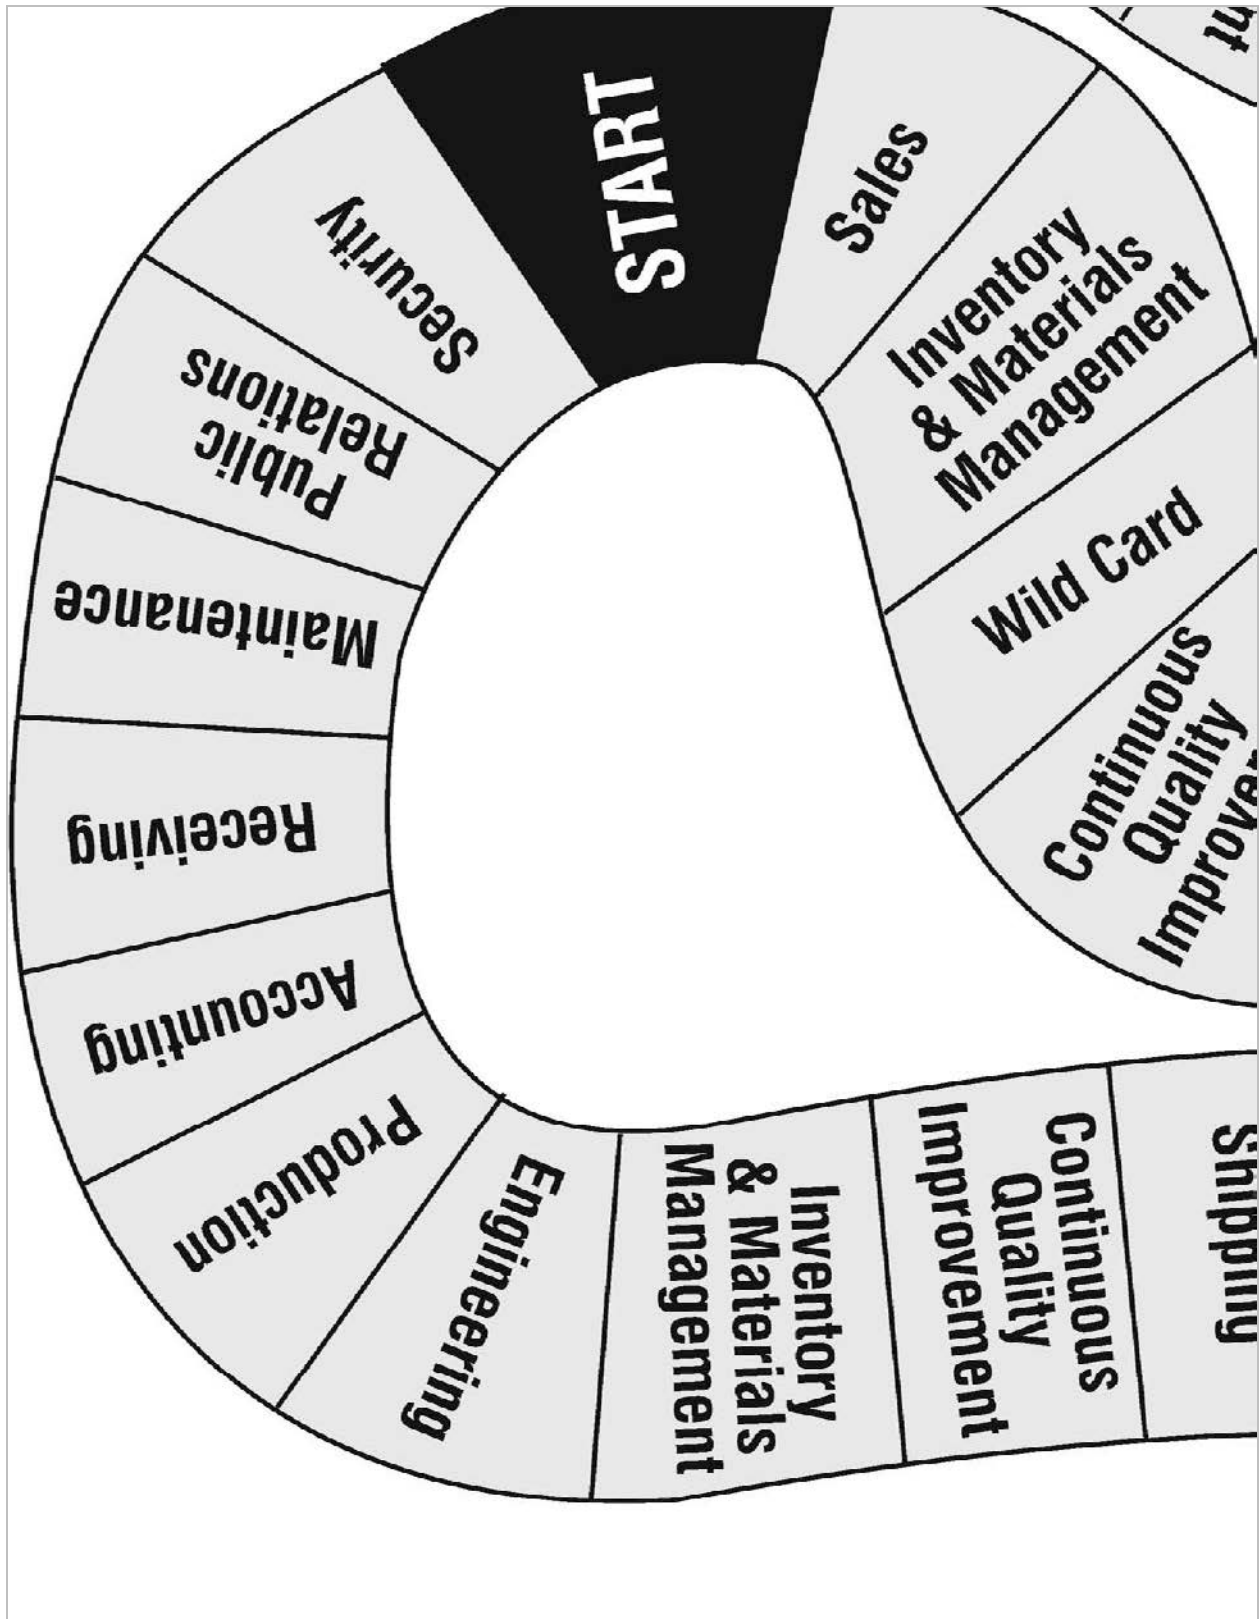 START
Sales
Inventory
& Materials
Management
Wild Card
Continuous
Quality
Shipping
Continuous
Quality
Improvement
Inventory
& Materials
Management
Engineering
Production
Accounting
Receiving
Maintenance
Public
Relations
Security